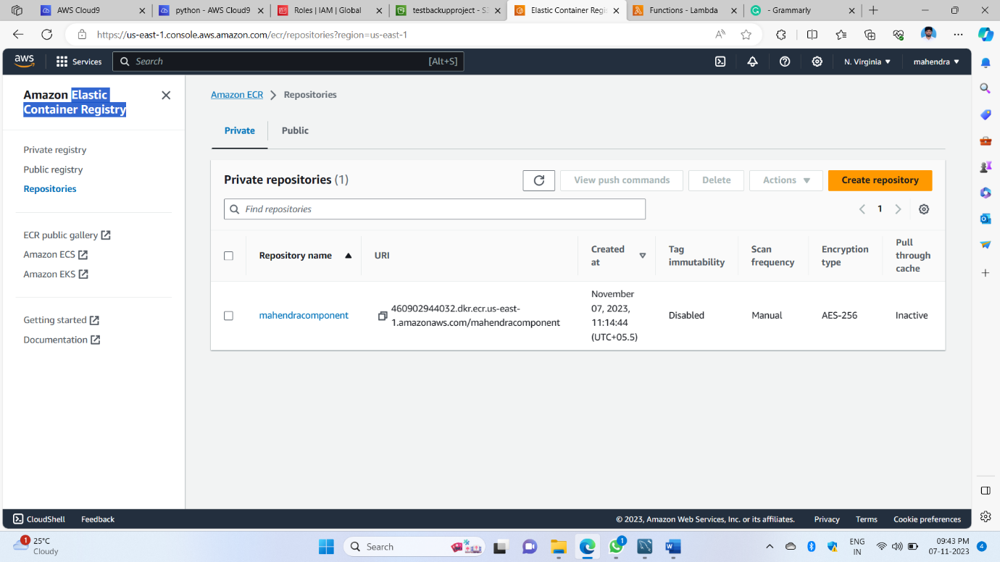 AWS Cloud9
python - AWS Cloud9
Roles | IAM | Global
testbackupproject - S3
Elastic Container Regis
Functions - Lambda
- Grammarly
https://us-east-1.console.aws.amazon.com/ecr/repositories?region=us-east-1
aws
Services
Search
[Alt+S]
N. Virginia
mahendra
Amazon Elastic
Container Registry
Private registry
Public registry
Repositories
ECR public gallery
Amazon ECS
Amazon EKS
Getting started
Documentation
Amazon ECR
Repositories
Private
Public
Private repositories (1)
View push commands
Delete
Actions
Create repository
Find repositories
1
Repository name
URI
Created
at
Tag
immutability
Scan
frequency
Encryption
type
Pull
through
cache
mahendracomponent
460902944032.dkr.ecr.us-east-
1.amazonaws.com/mahendracomponent
November
07, 2023,
11:14:44
(UTC+05.5)
Disabled
Manual
AES-256
Inactive
CloudShell
Feedback
© 2023, Amazon Web Services, Inc. or its affiliates.
Privacy
Terms
Cookie preferences
1
25°C
Cloudy
Search
1
ENG
IN
09:43 PM
07-11-2023
4